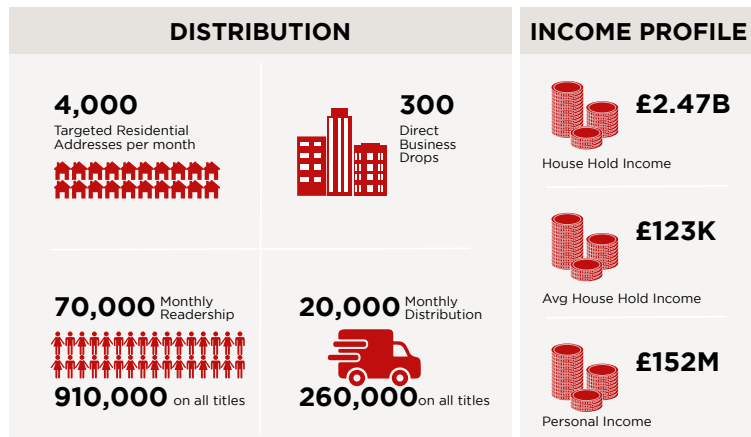 DISTRIBUTION
4,000
Targeted Residential
Addresses per month
300
Direct
Business
Drops
70,000 Monthly
Readership
910,000 on all titles
20,000 Monthly
Distribution
260,000 on all titles
INCOME PROFILE
£2.47B
House Hold Income
£123K
Avg House Hold Income
£152M
Personal Income